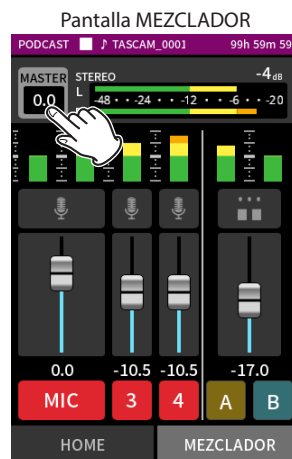 Pantalla MEZCLADOR
PODCAST ♪ TASCAM_0001 99h 59m 59
MASTER STEREO -4dB
0.0 L -48 · · -24 · · -12 · · -6 · · -20
0.0 -10.5 -10.5 -17.0
MIC 3 4 A B
HOME MEZCLADOR